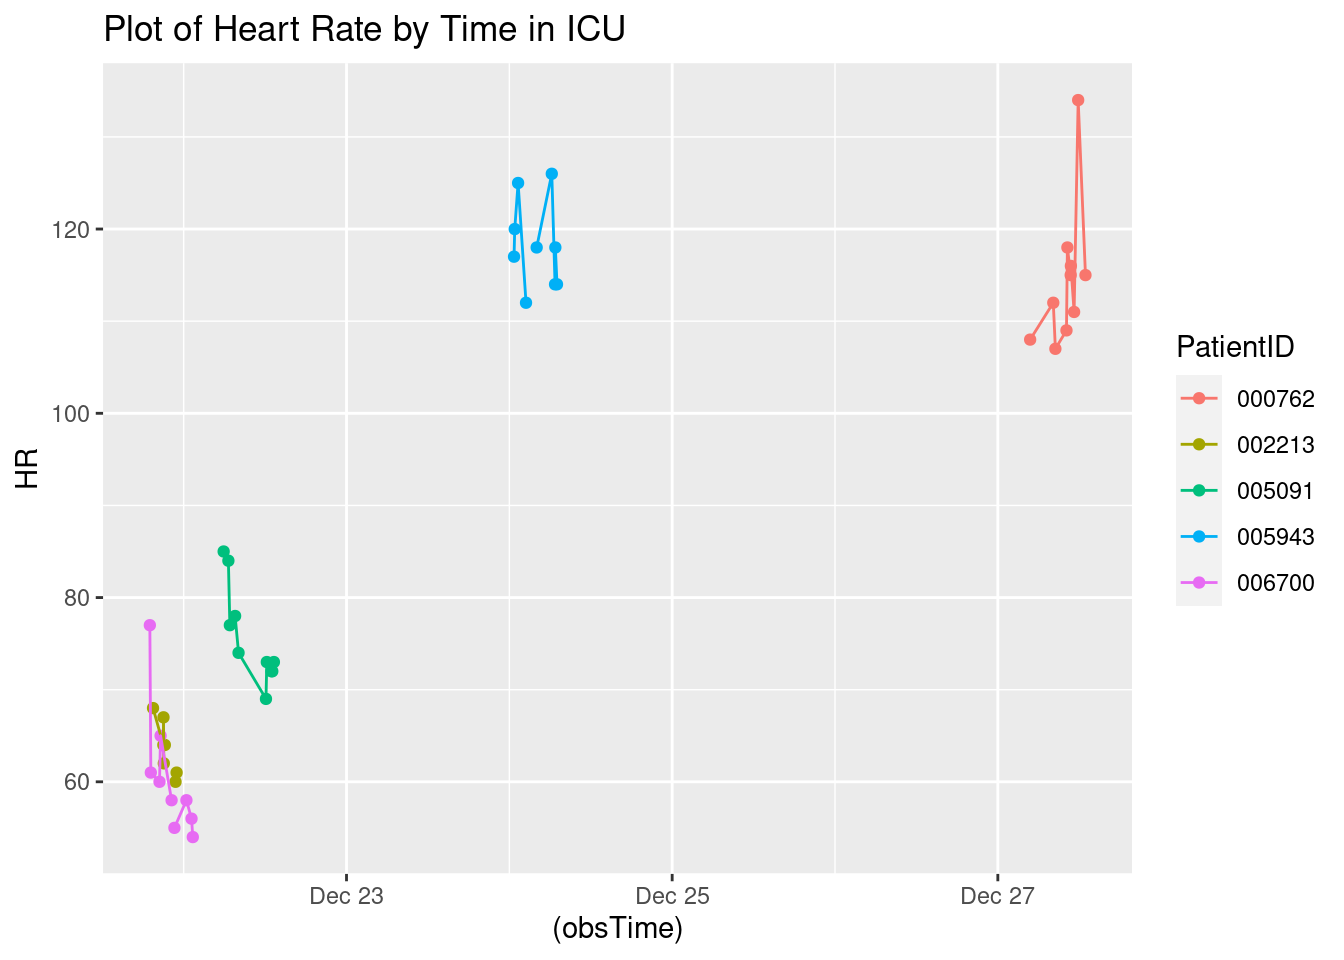 Plot of Heart Rate by Time in ICU
HR
120
100
80
60
Dec 23
Dec 25
Dec 27
(obsTime)
PatientID
000762
002213
005091
005943
006700